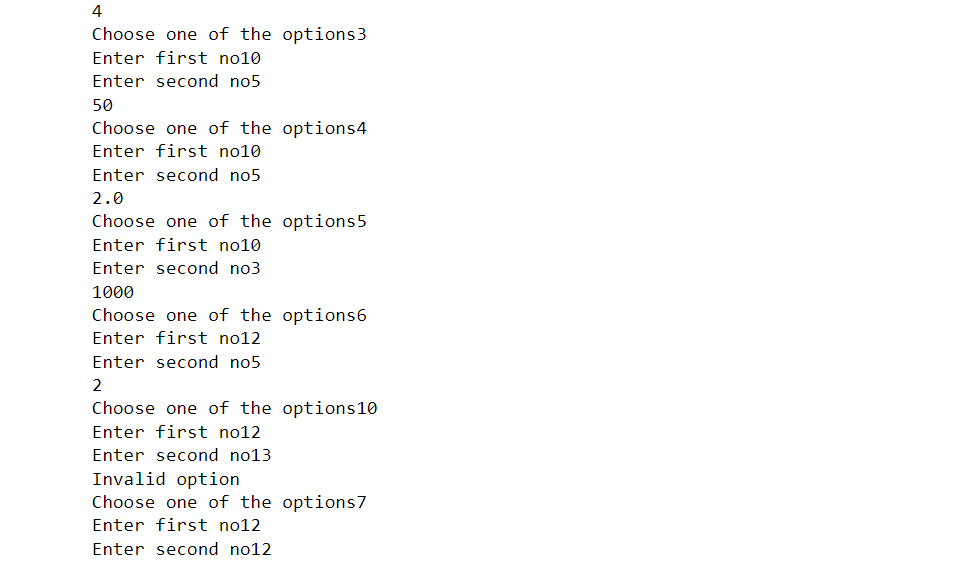 4
Choose one of the options3
Enter first no10
Enter second no5
50
Choose one of the options4
Enter first no10
Enter second no5
2.0
Choose one of the options5
Enter first no10
Enter second no3
1000
Choose one of the options6
Enter first no12
Enter second no5
2
Choose one of the options10
Enter first no12
Enter second no13
Invalid option
Choose one of the options7
Enter first no12
Enter second no12